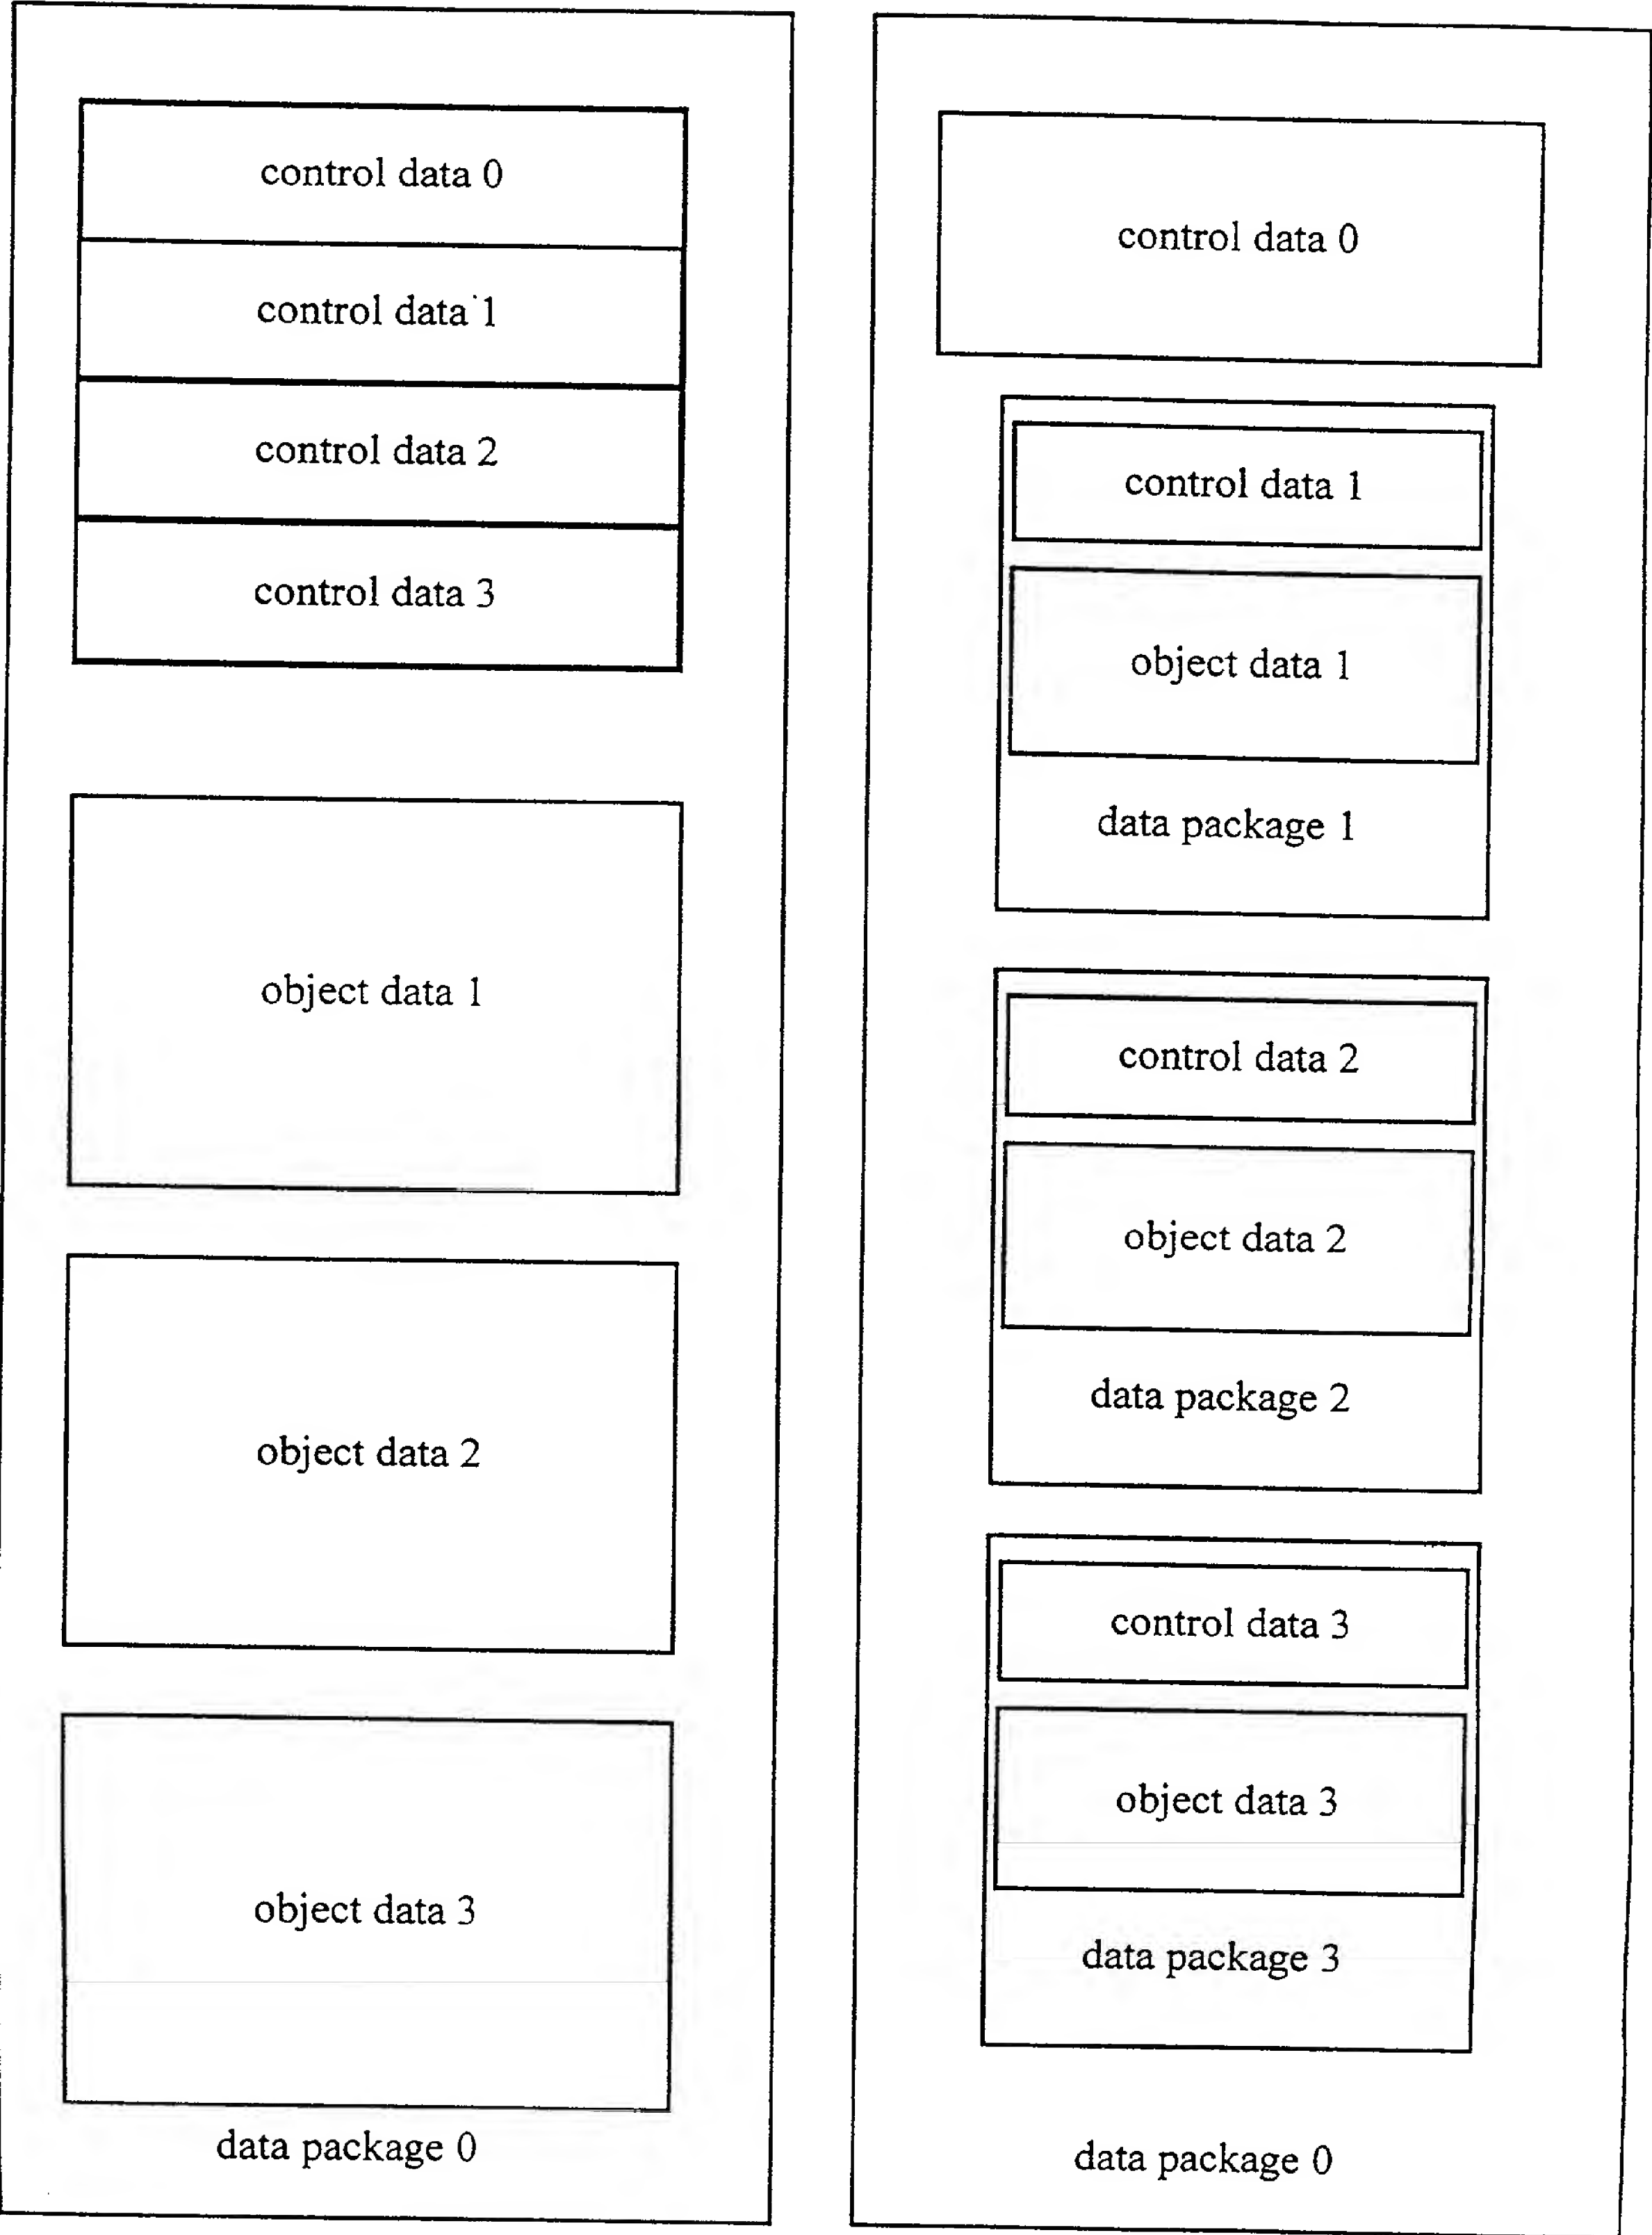 control data 0
control data 1
control data 2
control data 3
object data 1
object data 2
object data 3
data package 0
control data 0
control data 1
object data 1
data package 1
control data 2
object data 2
data package 2
control data 3
object data 3
data package 3
data package 0